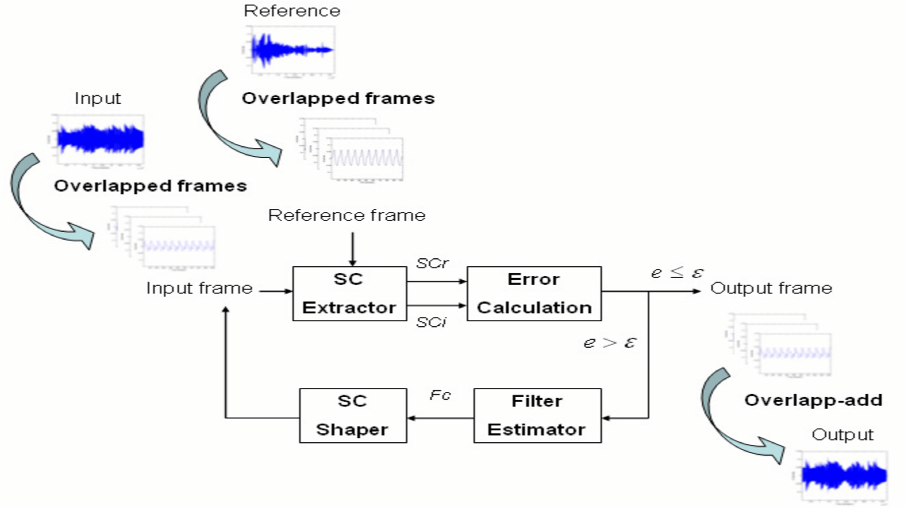 Reference
Overlapped frames
Input
Overlapped frames
Reference frame
Input frame
SC
Extractor
SCr
SCi
Error
Calculation
e ≤ ε
Output frame
e > ε
SC
Shaper
Fc
Filter
Estimator
Overlapp-add
Output